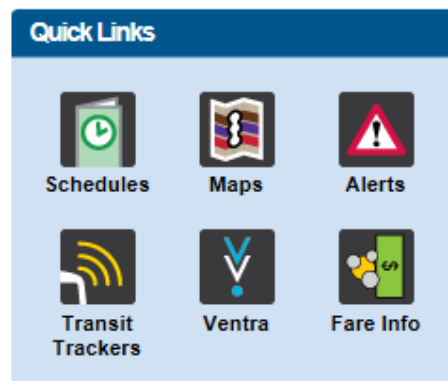 Quick Links
Schedules
Maps
Alerts
Transit
Trackers
Ventra
Fare Info
$